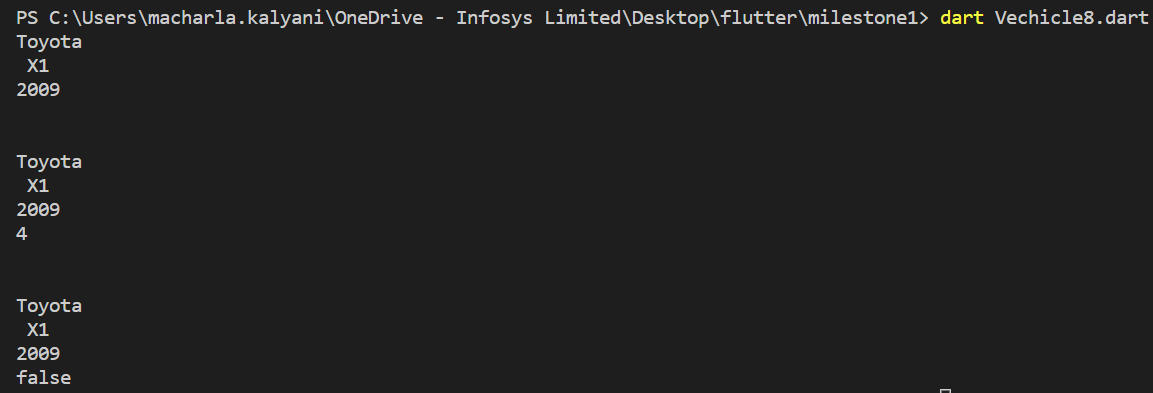 PS C:\Users\macharla.kalyani\OneDrive - Infosys Limited\Desktop\flutter\milestone1> dart Vechicle8.dart
Toyota
 X1
2009
Toyota
 X1
2009
4
Toyota
 X1
2009
false